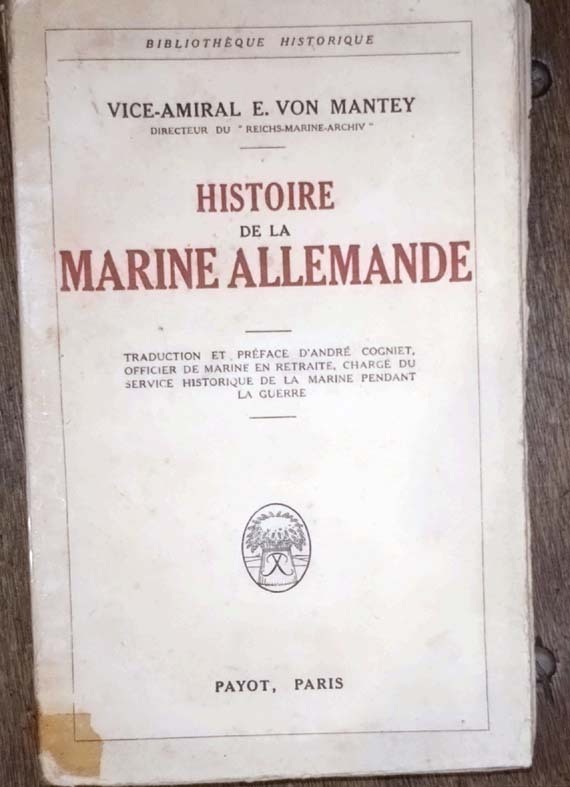 BIBLIOTHÈQUE HISTORIQUE
VICE-AMIRAL E. VON MANTEY
DIRECTEUR DU " REICHS-MARINE-ARCHIV "
HISTOIRE
DE LA
MARINE ALLEMANDE
TRADUCTION ET PRÉFACE D'ANDRÉ COGNIET,
OFFICIER DE MARINE EN RETRAITE, CHARGÉ DU
SERVICE HISTORIQUE DE LA MARINE PENDANT
LA GUERRE
PAYOT, PARIS